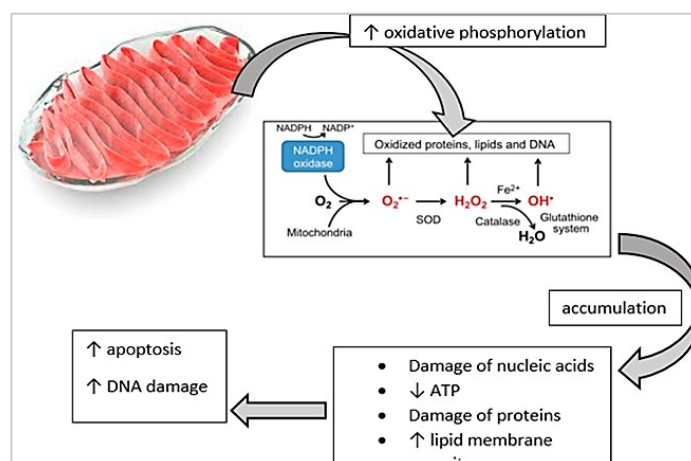 ↑ oxidative phosphorylation
NADPH NADP⁺
NADPH
oxidase
Oxidized proteins, lipids and DNA
O₂ O₂•⁻ H₂O₂ Fe²⁺ OH•
Mitochondria SOD Catalase Glutathione
system
H₂O
accumulation
↑ apoptosis
↑ DNA damage
• Damage of nucleic acids
• ↓ ATP
• Damage of proteins
• ↑ lipid membrane